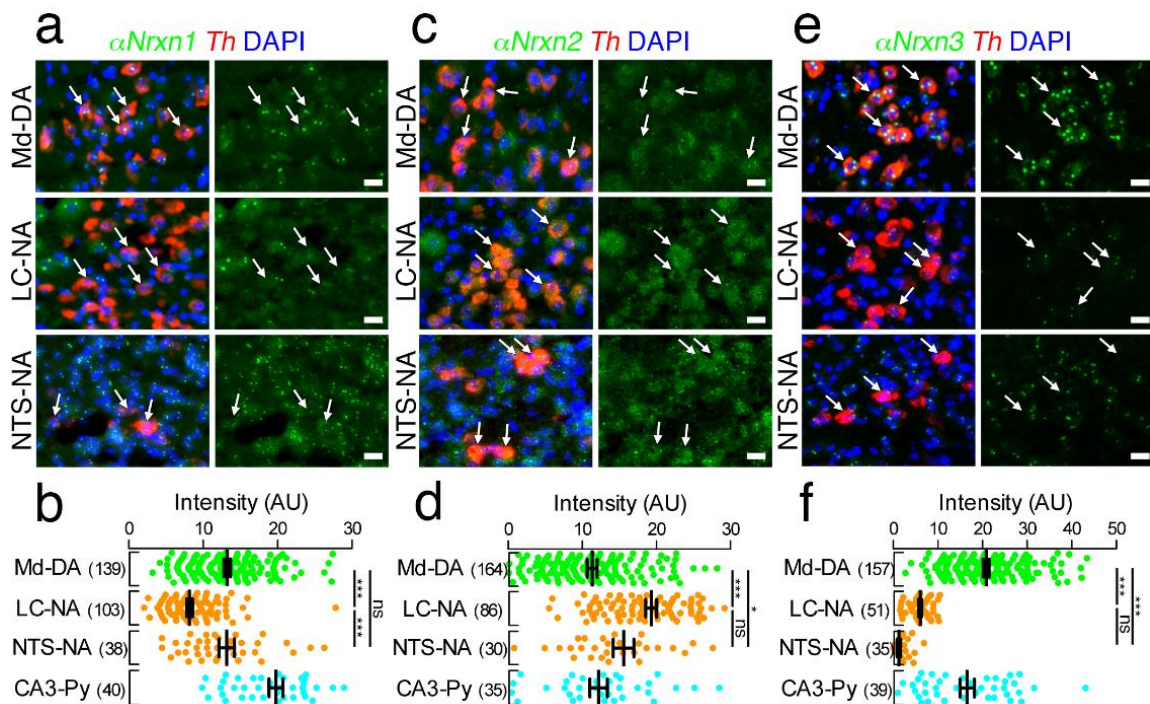 a
αNrxn1 Th DAPI
Md-DA
LC-NA
NTS-NA
c
αNrxn2 Th DAPI
Md-DA
LC-NA
NTS-NA
e
αNrxn3 Th DAPI
Md-DA
LC-NA
NTS-NA
b
Intensity (AU)
0 10 20 30
Md-DA (139)
LC-NA (103)
NTS-NA (38)
CA3-Py (40)
***
***
ns
d
Intensity (AU)
0 10 20 30
Md-DA (164)
LC-NA (86)
NTS-NA (30)
CA3-Py (35)
***
ns
*
f
Intensity (AU)
0 10 20 30 40 50
Md-DA (157)
LC-NA (51)
NTS-NA (35)
CA3-Py (39)
***
ns
***